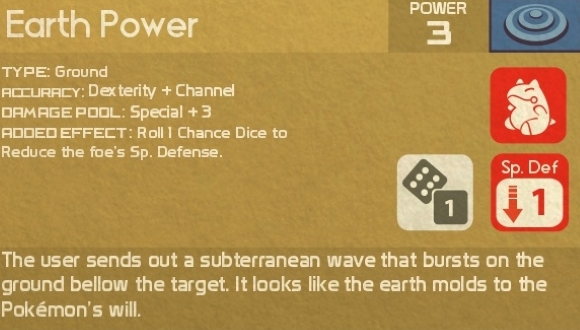 Earth Power
POWER
3
TYPE: Ground
ACCURACY: Dexterity + Channel
DAMAGE POOL: Special + 3
ADDED EFFECT: Roll 1 Chance Dice to
Reduce the foe's Sp. Defense.
1
Sp. Def
1
The user sends out a subterranean wave that bursts on the
ground bellow the target. It looks like the earth molds to the
Pokémon's will.